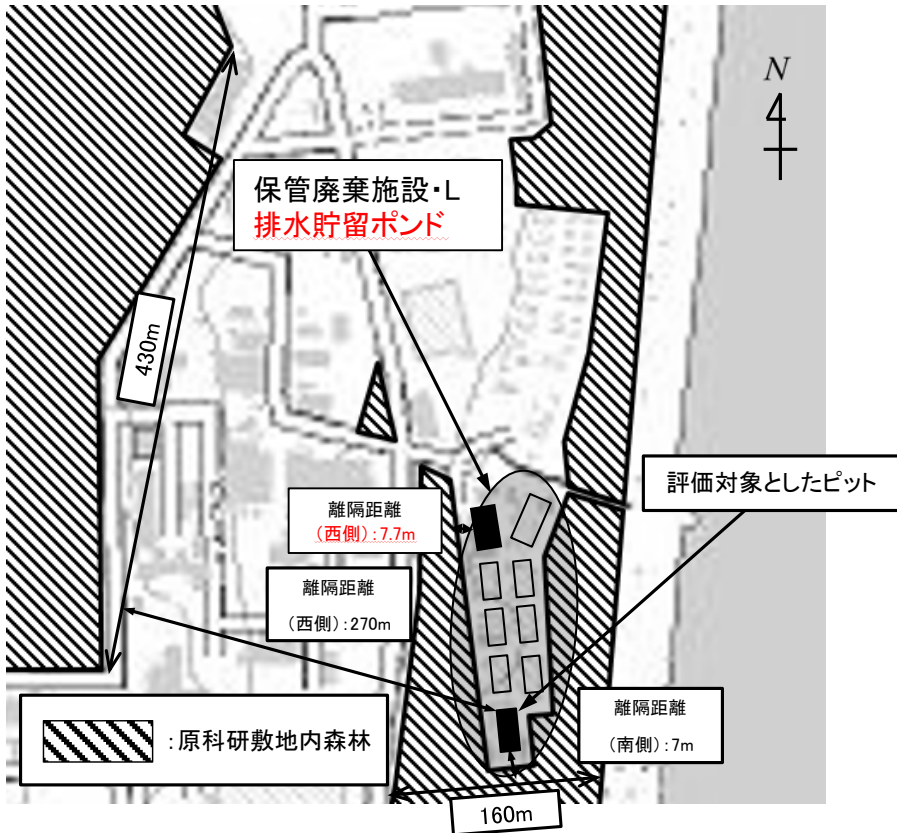 N
保管廃棄施設・L
排水貯留ポンド
430m
評価対象としたピット
離隔距離
(西側):7.7m
離隔距離
(西側):270m
離隔距離
(南側):7m
:原科研敷地内森林
160m